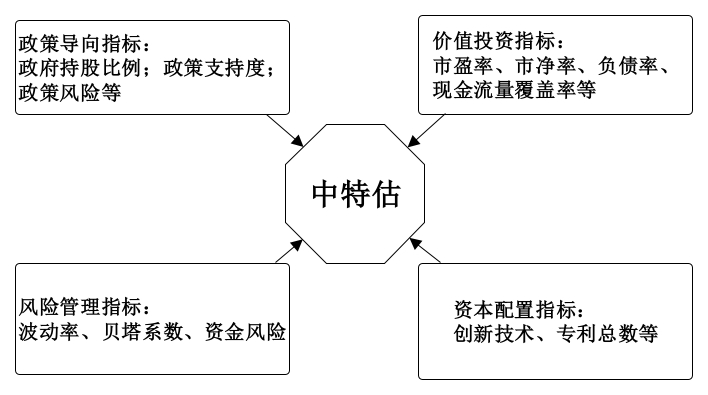 政策导向指标：
政府持股比例；政策支持度；
政策风险等
价值投资指标：
市盈率、市净率、负债率、
现金流量覆盖率等
中特估
风险管理指标：
波动率、贝塔系数、资金风险
资本配置指标：
创新技术、专利总数等